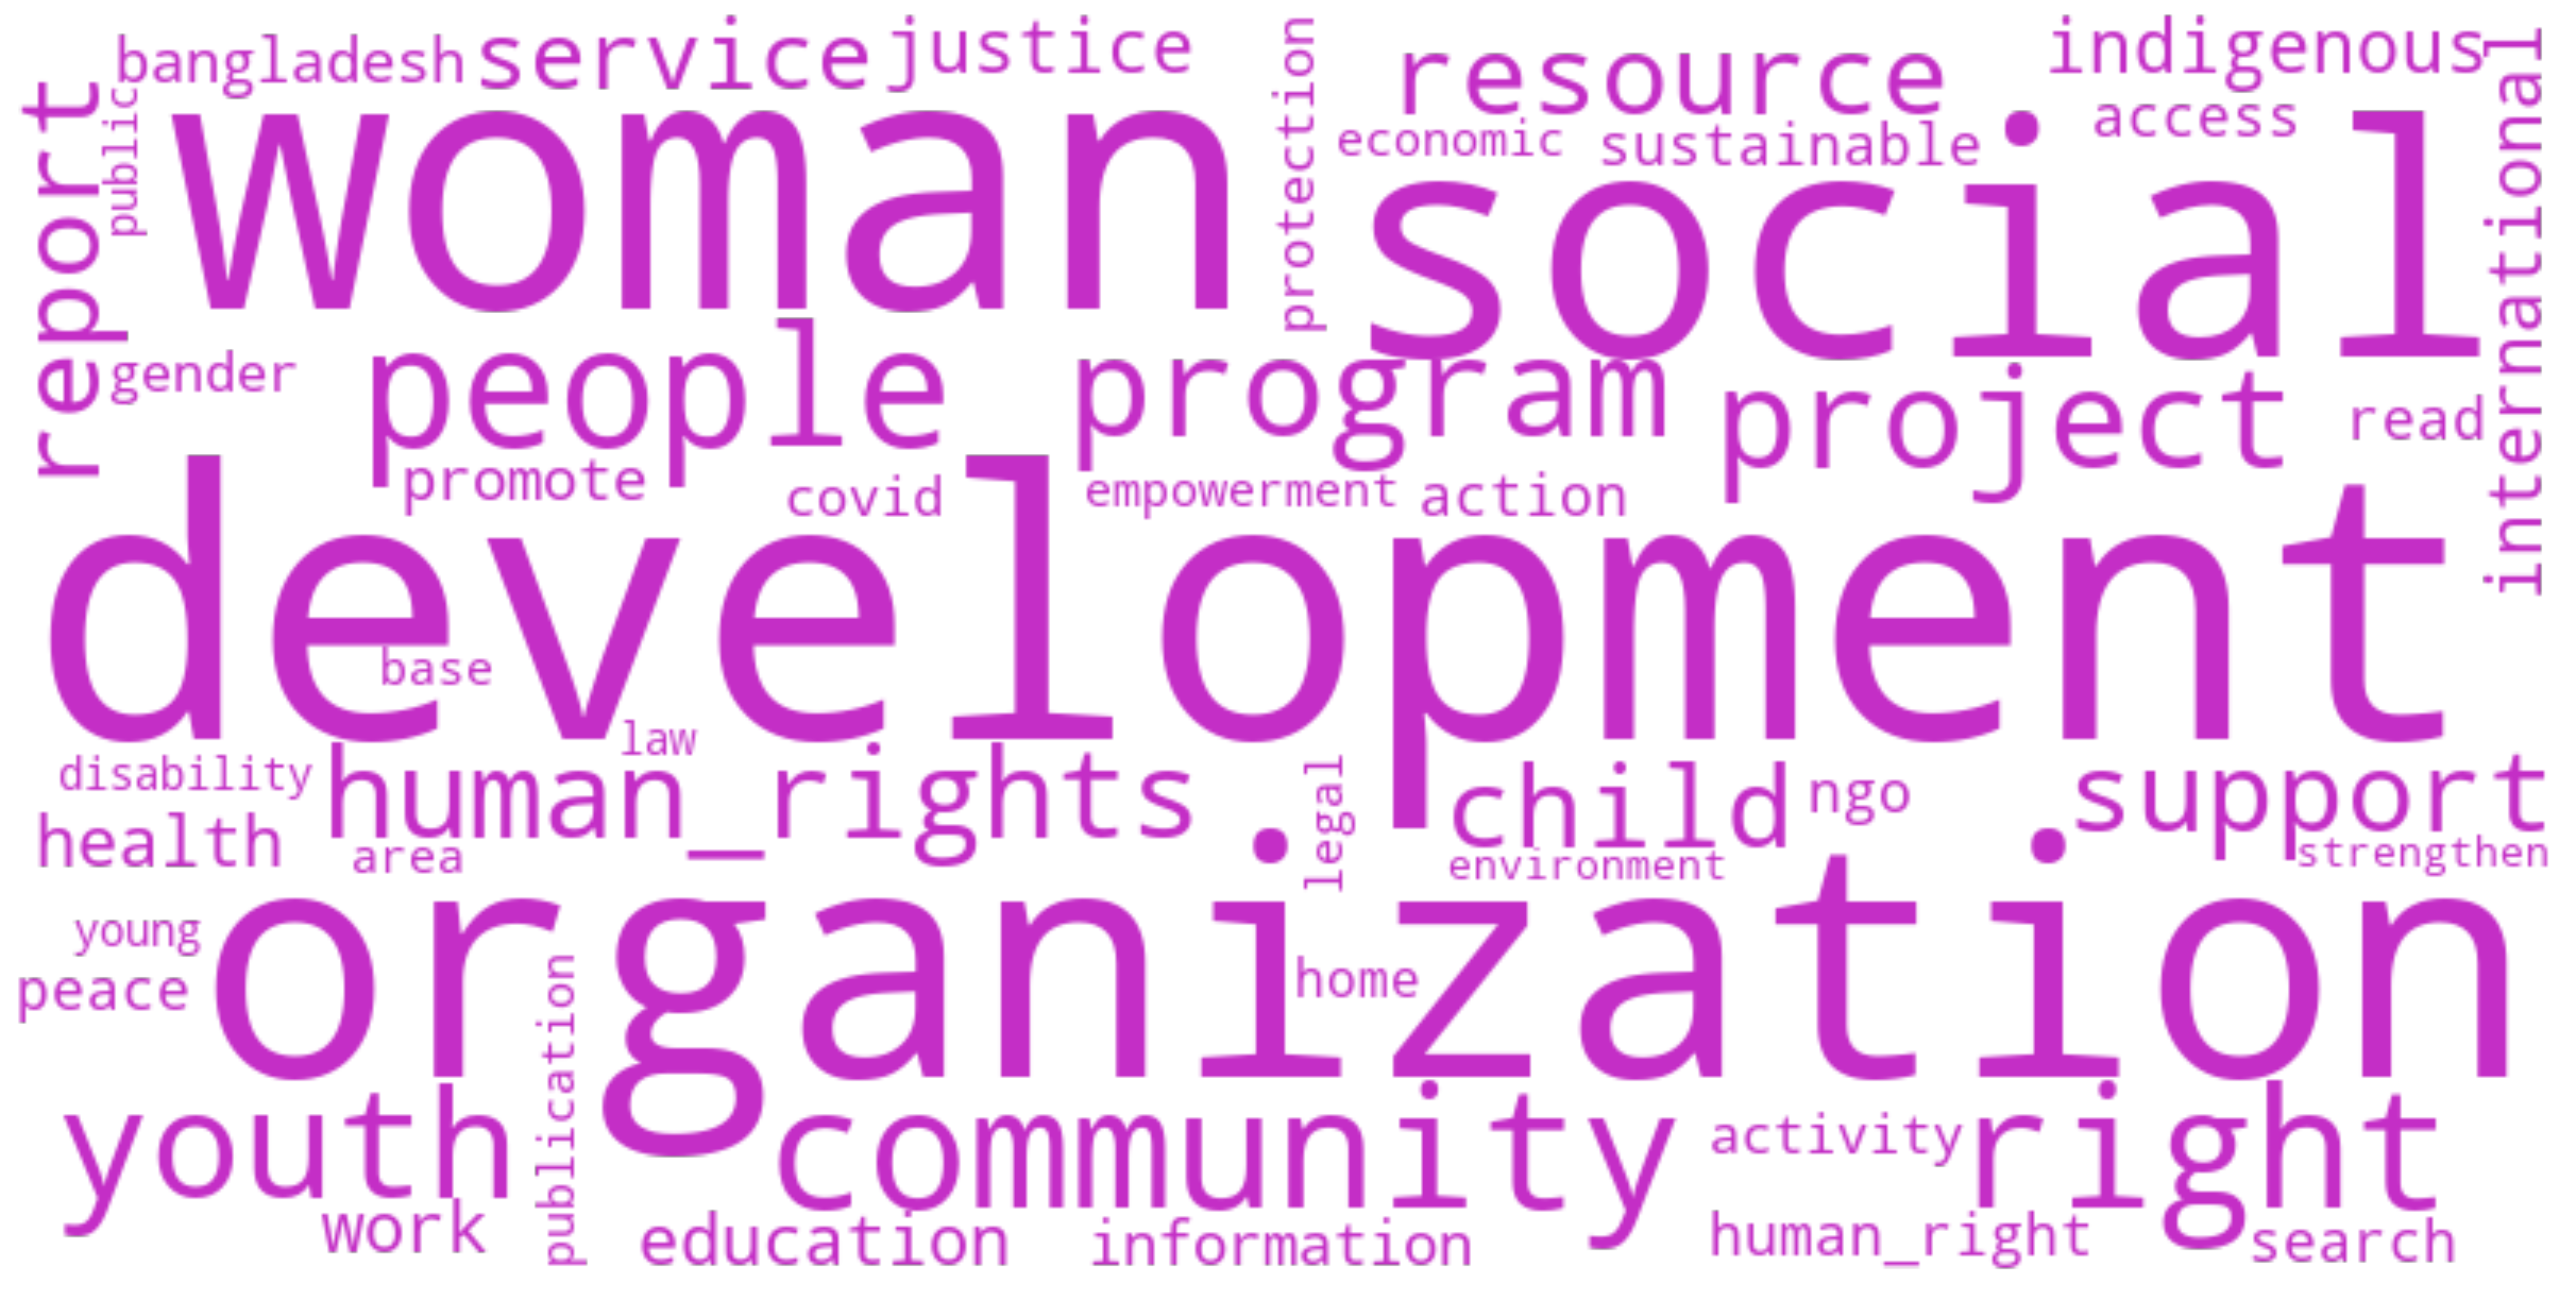 bangladesh service justice protection resource indigenous
report public woman economic sustainable access international
social
gender people program project read
promote covid empowerment action
development
base
law
disability human_rights legal child ngo support
health area environment strengthen
organization
young
peace publication home
youth community activity right
work education information human_right search